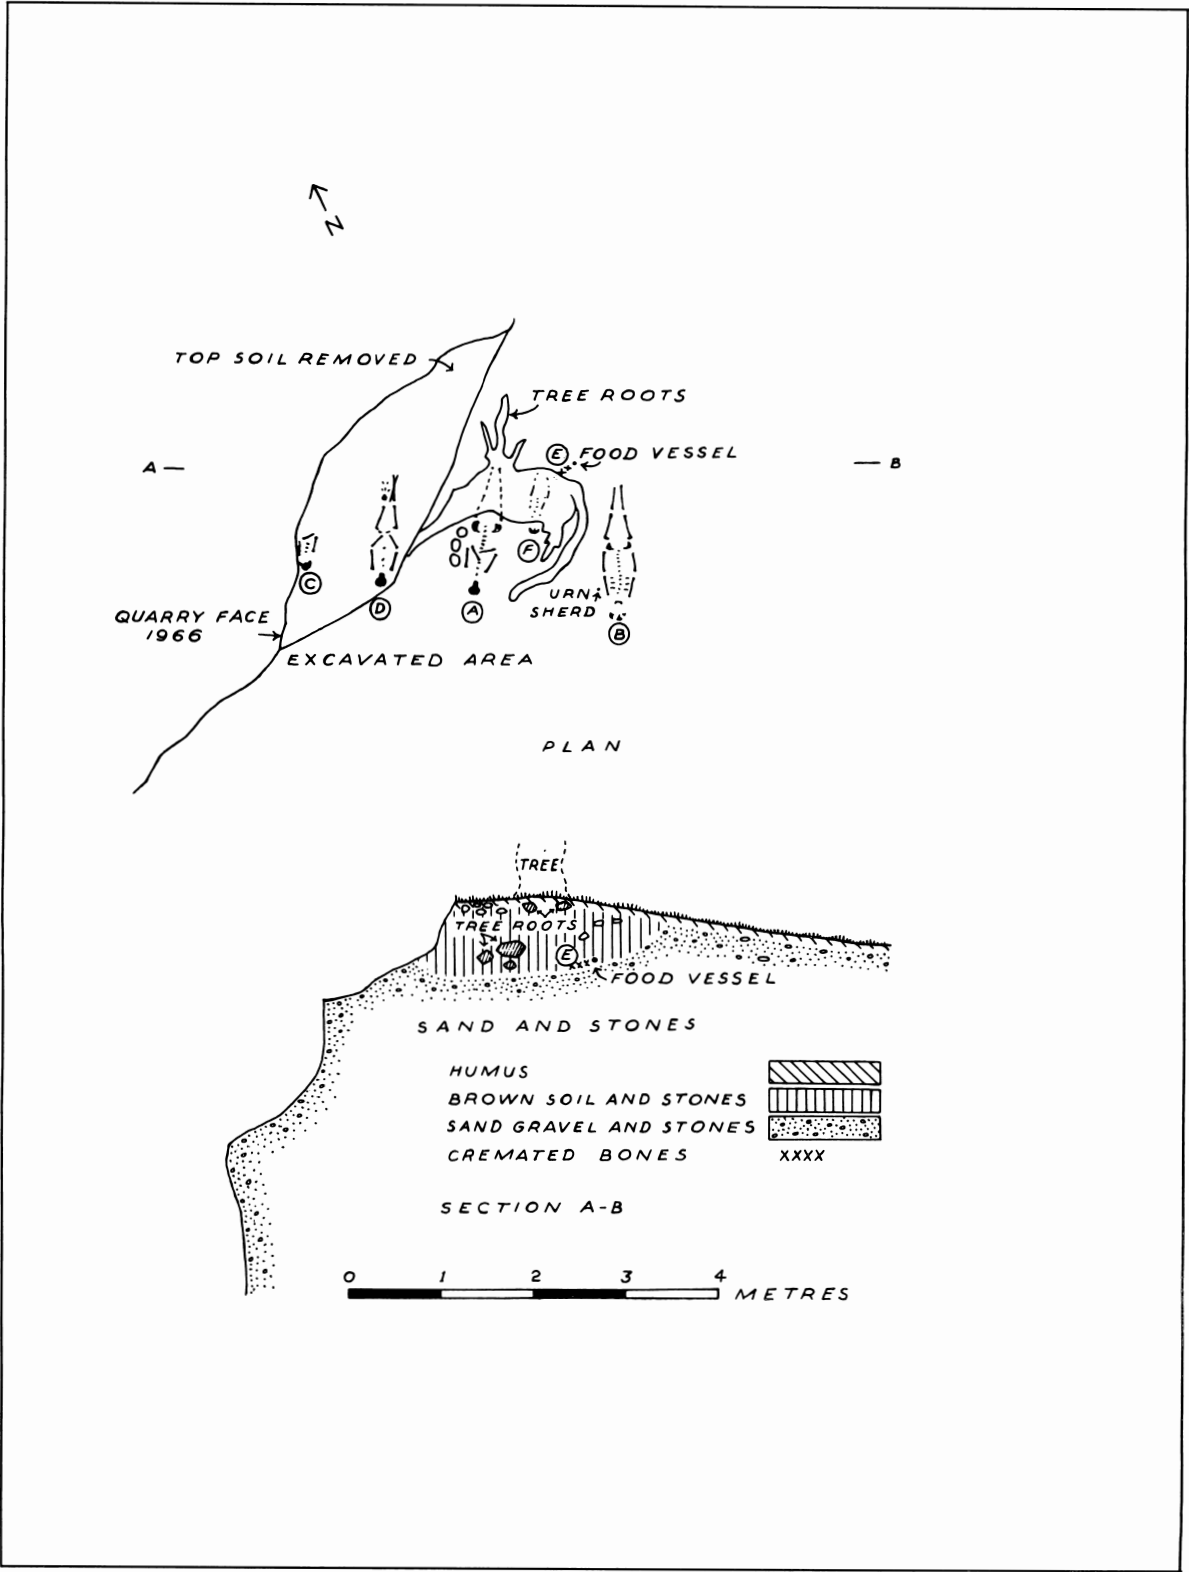 N
TOP SOIL REMOVED
TREE ROOTS
A
E FOOD VESSEL
B
C
D
A
F
URN
SHERD
B
QUARRY FACE
1966
EXCAVATED AREA
PLAN
TREE
TREE ROOTS
E
FOOD VESSEL
SAND AND STONES
HUMUS
BROWN SOIL AND STONES
SAND GRAVEL AND STONES
CREMATED BONES XXXX
SECTION A-B
0 1 2 3 4
METRES